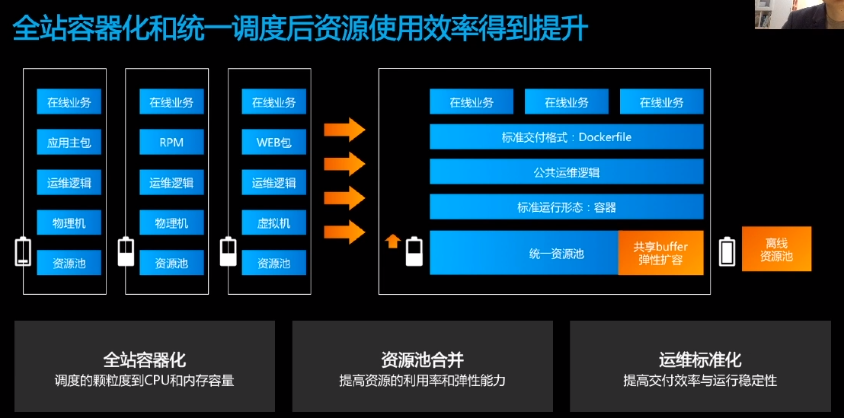 全站容器化和统一调度后资源使用效率得到提升
在线业务
应用主包
运维逻辑
物理机
资源池
在线业务
RPM
运维逻辑
物理机
资源池
在线业务
WEB包
运维逻辑
虚拟机
资源池
在线业务 在线业务 在线业务
标准交付格式：Dockerfile
公共运维逻辑
标准运行形态：容器
统一资源池
共享buffer
弹性扩容
离线
资源池
全站容器化
调度的颗粒度到CPU和内存容量
资源池合并
提高资源的利用率和弹性能力
运维标准化
提高交付效率与运行稳定性